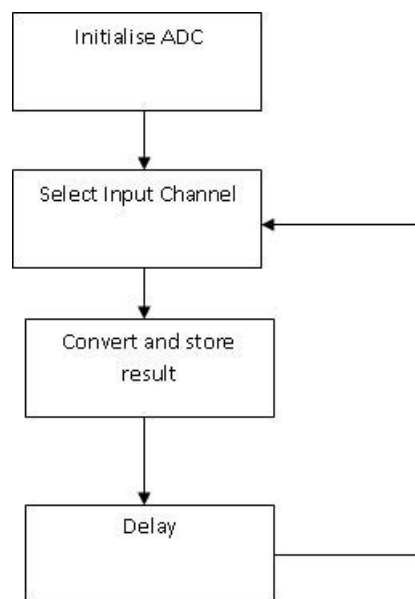 Initialise ADC
Select Input Channel
Convert and store
result
Delay